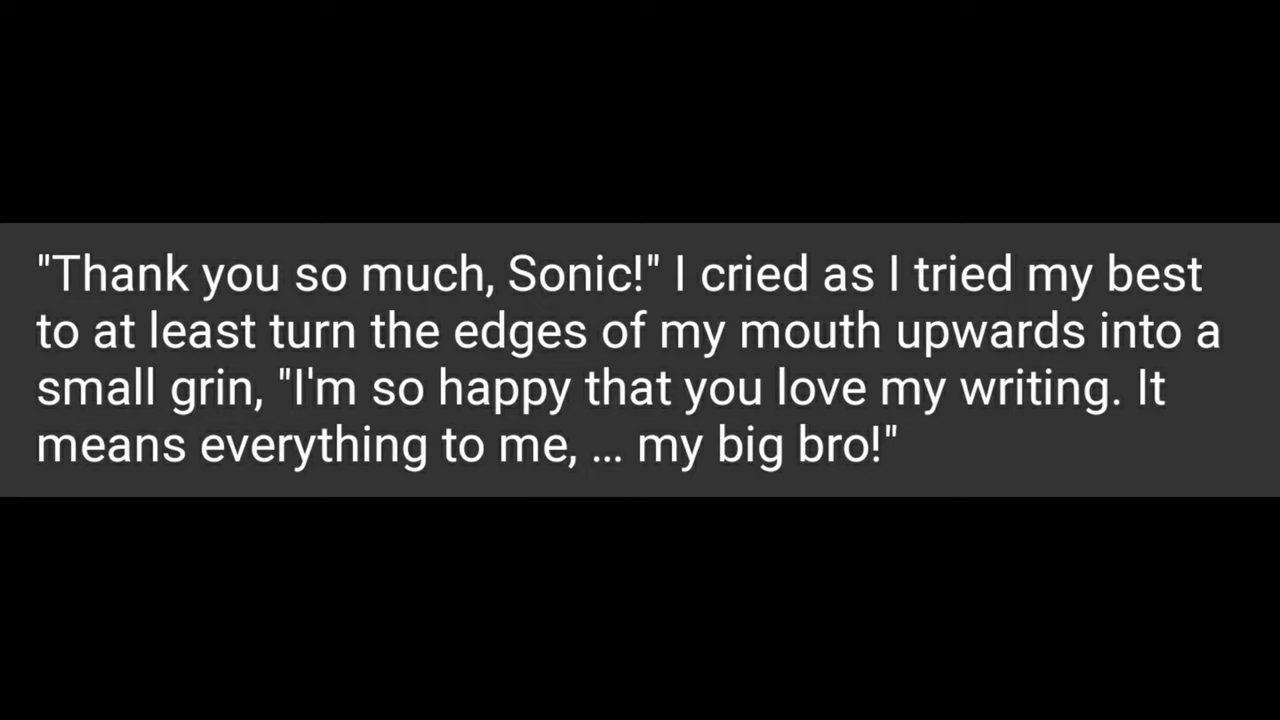 "Thank you so much, Sonic!" I cried as I tried my best
to at least turn the edges of my mouth upwards into a
small grin, "I'm so happy that you love my writing. It
means everything to me, ... my big bro!"